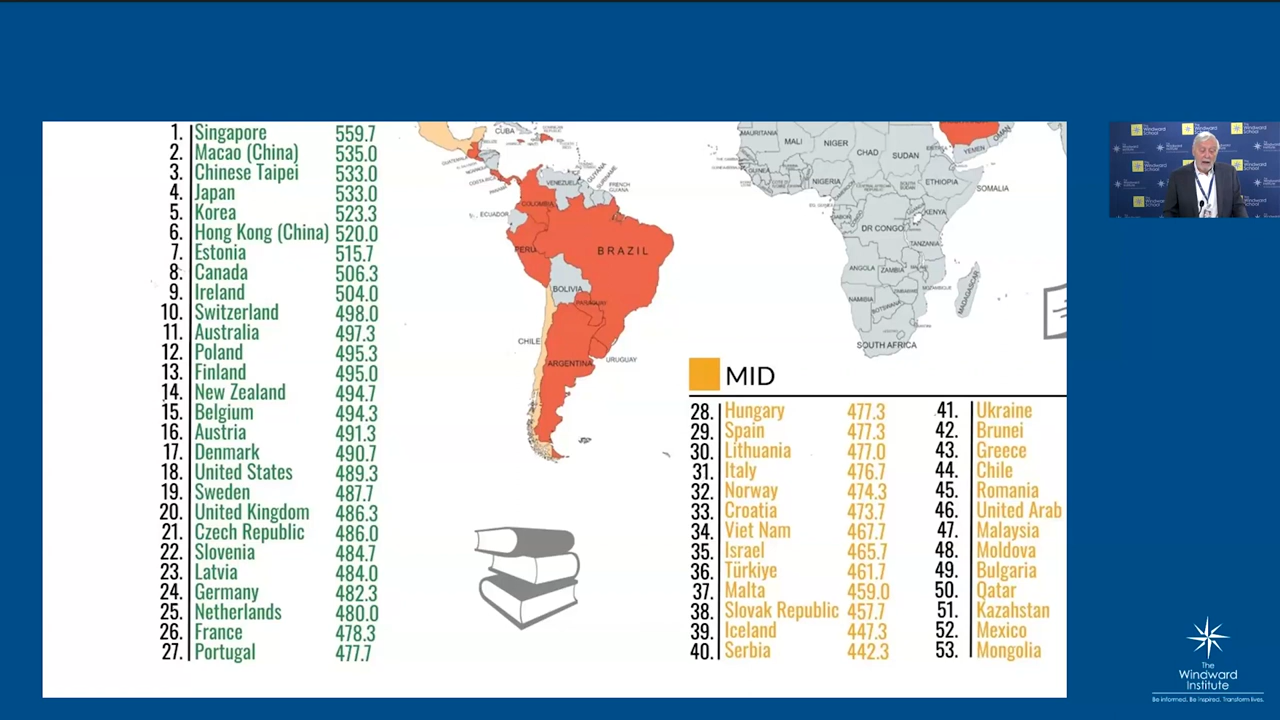 1. Singapore 559.7
2. Macao (China) 535.0
3. Chinese Taipei 533.0
4. Japan 533.0
5. Korea 523.3
6. Hong Kong (China) 520.0
7. Estonia 515.7
8. Canada 506.3
9. Ireland 504.0
10. Switzerland 498.0
11. Australia 497.3
12. Poland 495.3
13. Finland 495.0
14. New Zealand 494.7
15. Belgium 494.3
16. Austria 491.3
17. Denmark 490.7
18. United States 489.3
19. Sweden 487.7
20. United Kingdom 486.3
21. Czech Republic 486.0
22. Slovenia 484.7
23. Latvia 484.0
24. Germany 482.3
25. Netherlands 480.0
26. France 478.3
27. Portugal 477.7
CUBA
VENEZUELA
GUYANA
SURINAME
FRENCH
GUYANA
COLOMBIA
ECUADOR
PERU
BRAZIL
BOLIVIA
PARAGUAY
CHILE
ARGENTINA
URUGUAY
MAURITANIA
MALI
NIGER
CHAD
SUDAN
ERITREA
YEMEN
OMAN
GUINEA
NIGERIA
ETHIOPIA
SOMALIA
GABON
KENYA
DR CONGO
TANZANIA
ANGOLA
ZAMBIA
MOZAMBIQUE
MADAGASCAR
NAMIBIA
BOTSWANA
SOUTH AFRICA
MID
28. Hungary 477.3
29. Spain 477.3
30. Lithuania 477.0
31. Italy 476.7
32. Norway 474.3
33. Croatia 473.7
34. Viet Nam 467.7
35. Israel 465.7
36. Türkiye 461.7
37. Malta 459.0
38. Slovak Republic 457.7
39. Iceland 447.3
40. Serbia 442.3
41. Ukraine
42. Brunei
43. Greece
44. Chile
45. Romania
46. United Arab
47. Malaysia
48. Moldova
49. Bulgaria
50. Qatar
51. Kazahstan
52. Mexico
53. Mongolia
The
Windward
Institute
Be informed. Be inspired. Transform lives.